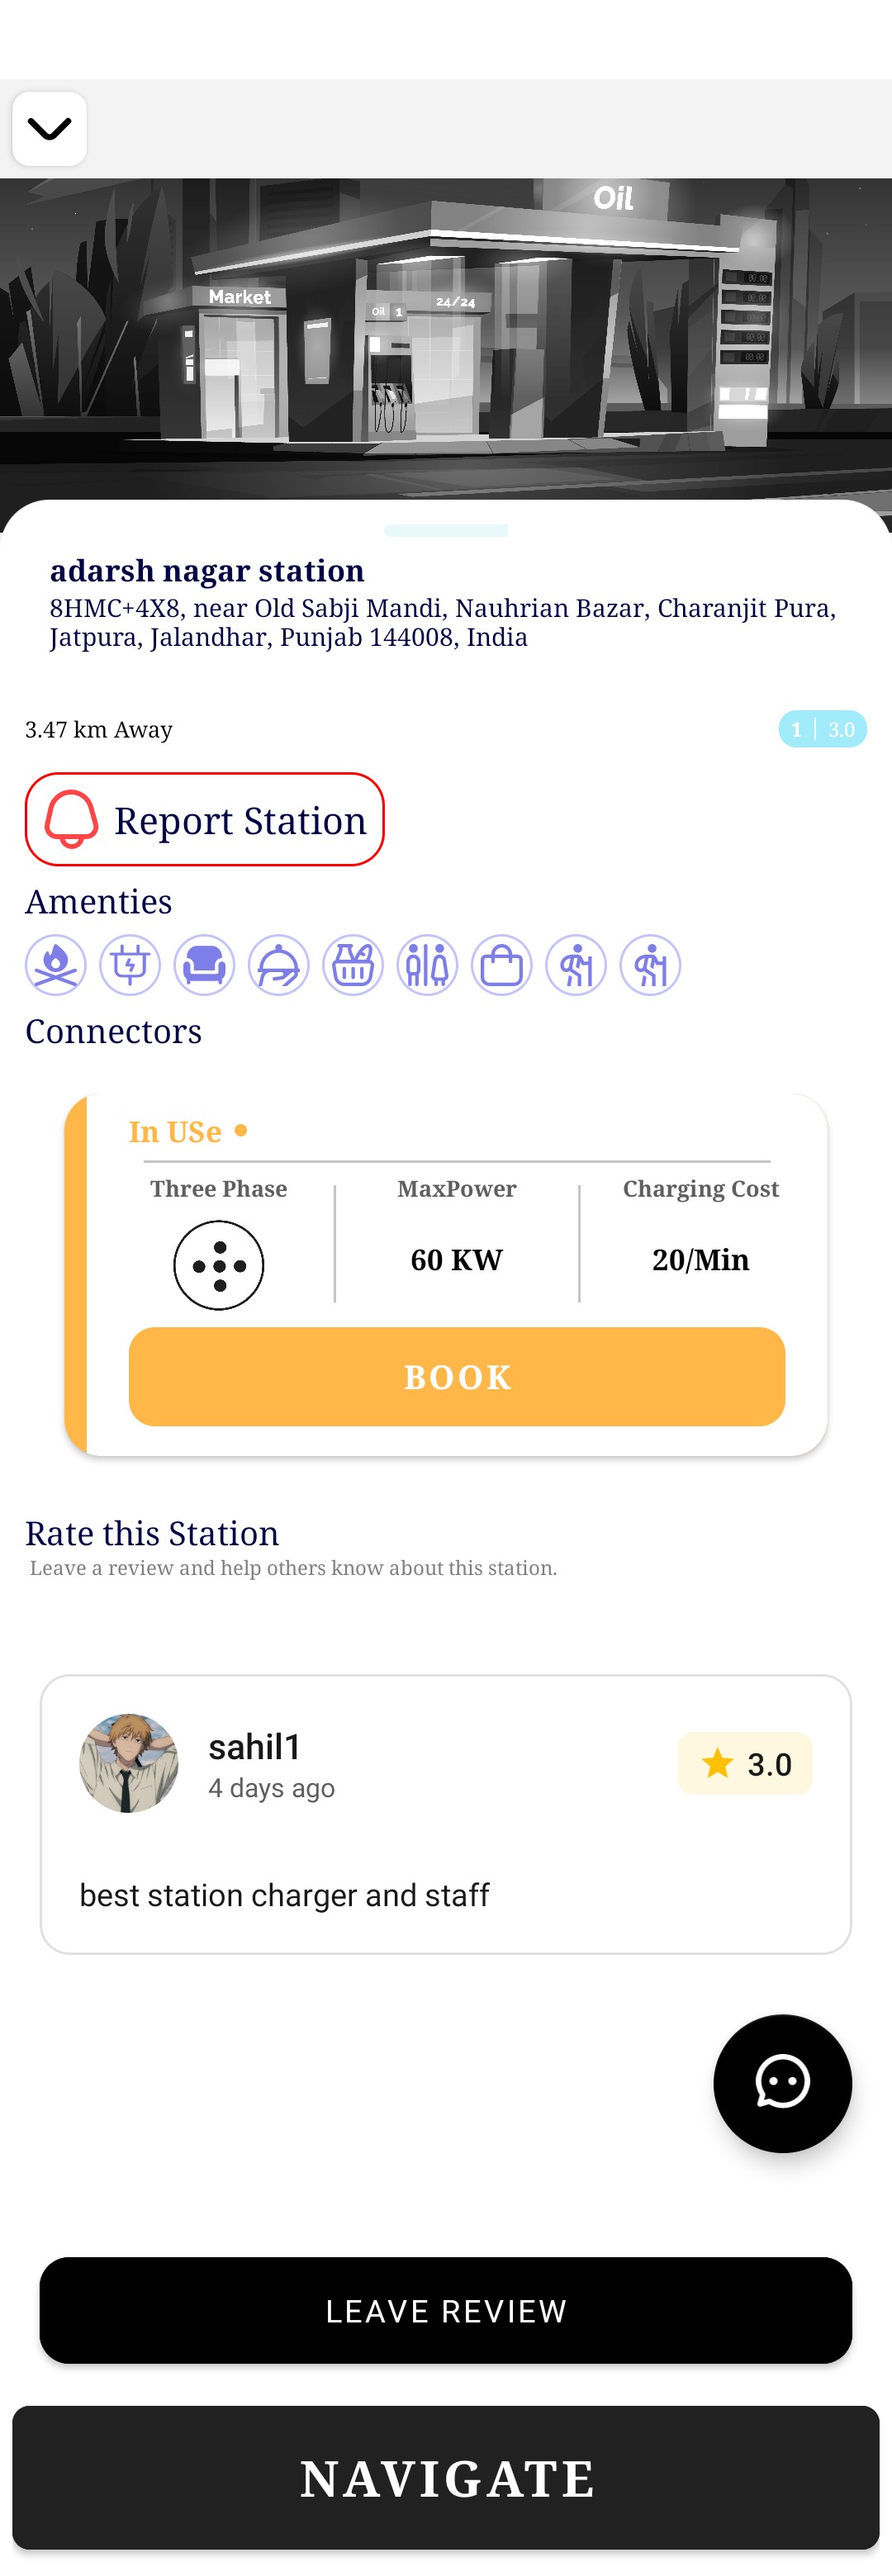 Oil
Market
Oil 1
24/24
adarsh nagar station
8HMC+4X8, near Old Sabji Mandi, Nauhrian Bazar, Charanjit Pura,
Jatpura, Jalandhar, Punjab 144008, India
3.47 km Away
1 | 3.0
Report Station
Amenties
Connectors
In USe
Three Phase
MaxPower
Charging Cost
60 KW
20/Min
BOOK
Rate this Station
Leave a review and help others know about this station.
sahil1
4 days ago
3.0
best station charger and staff
LEAVE REVIEW
NAVIGATE